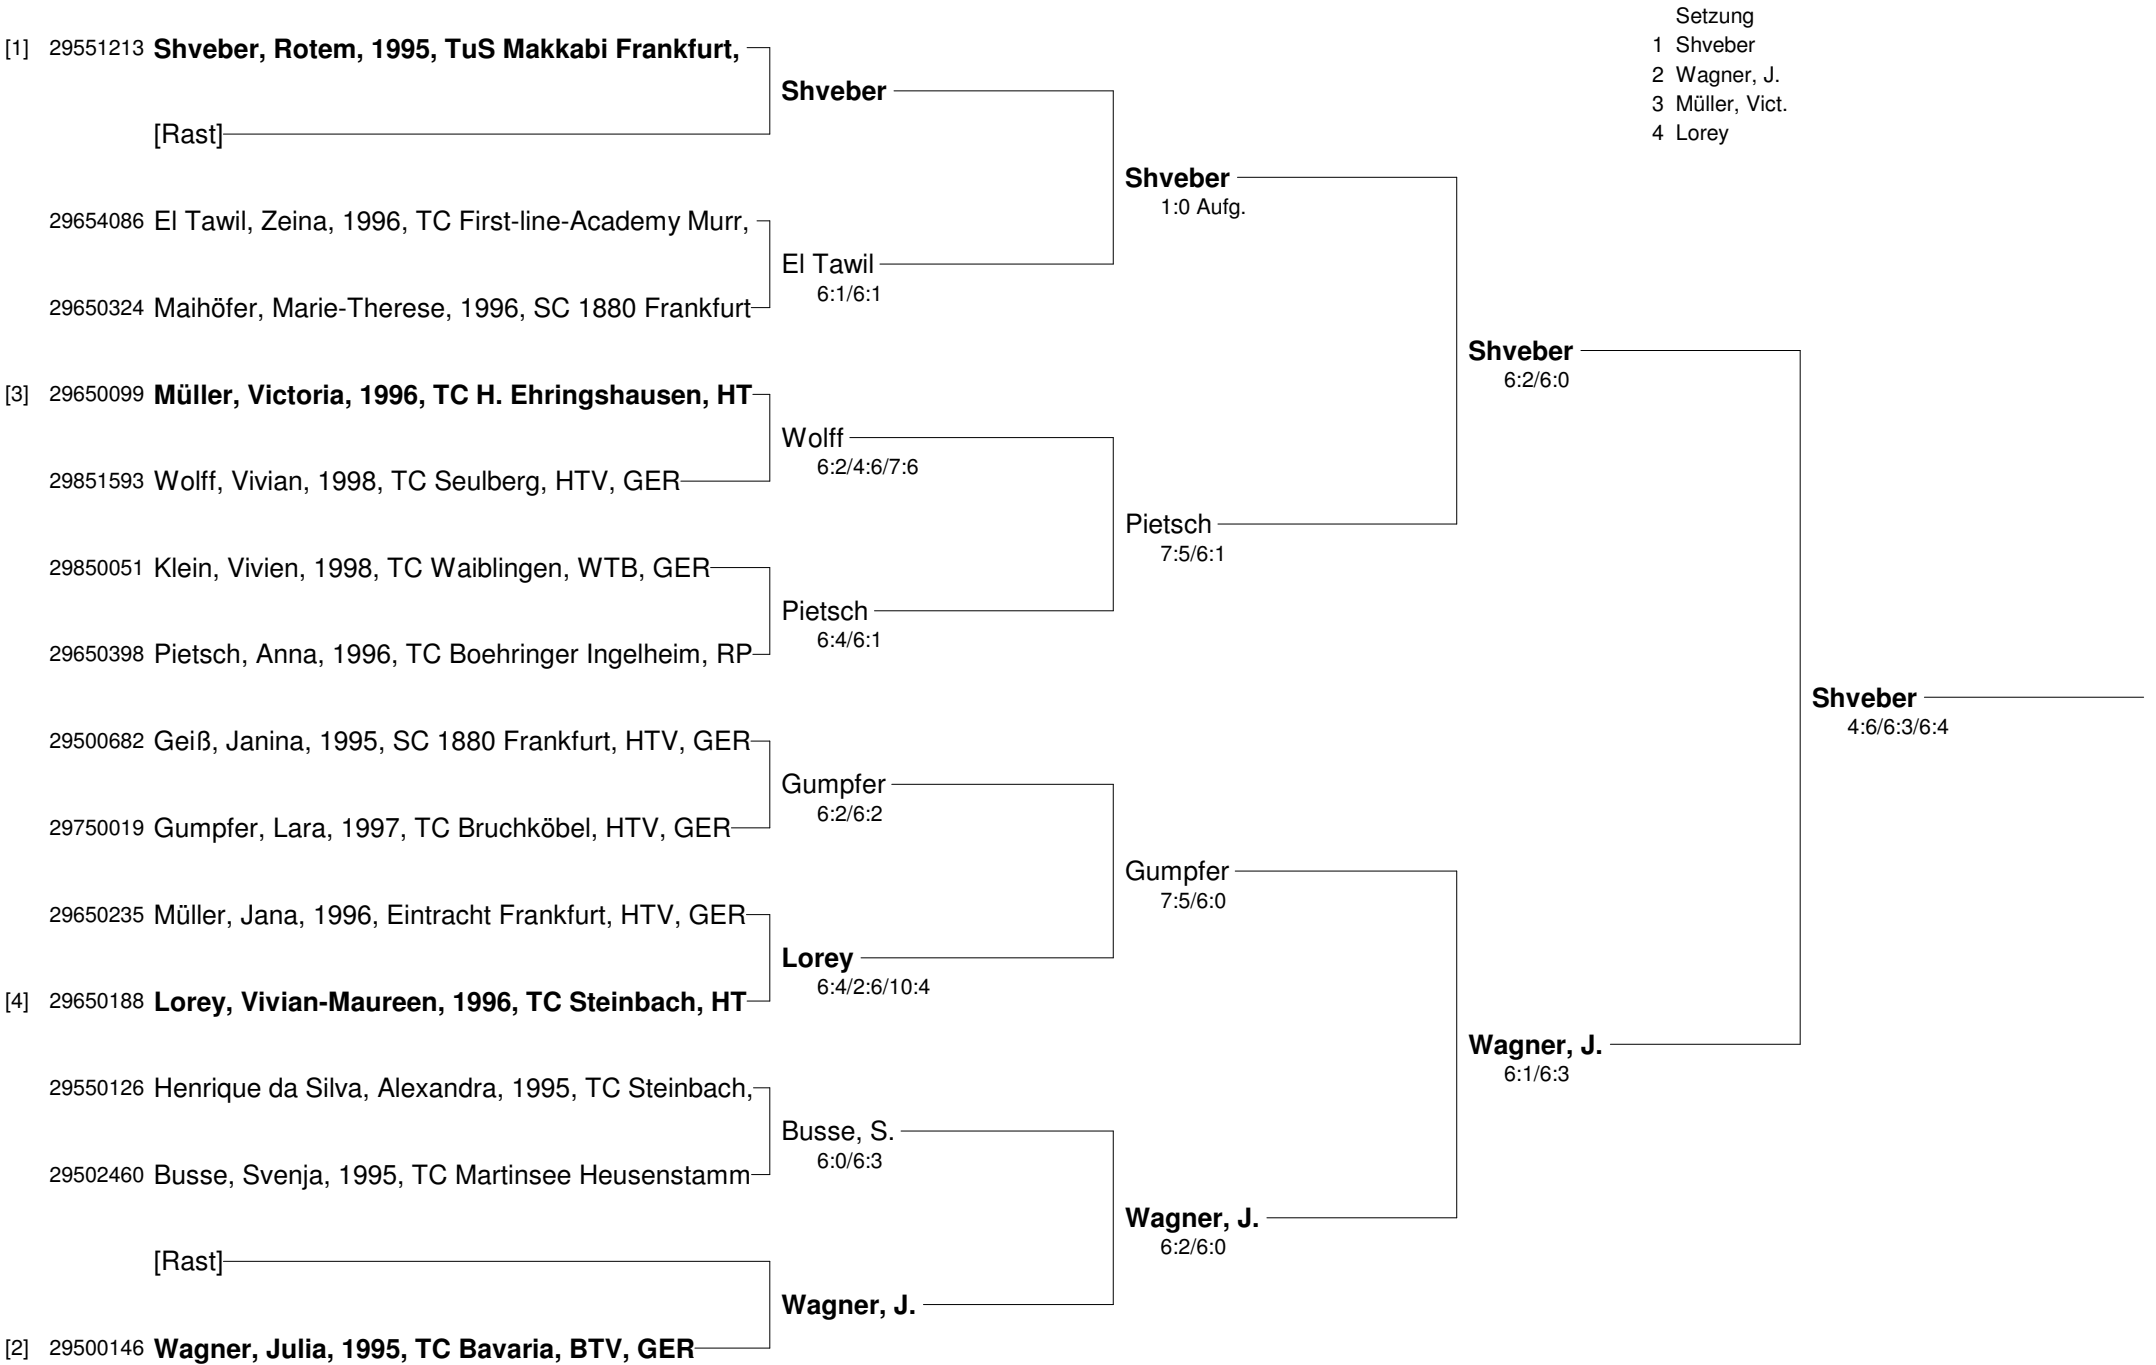 Setzung
1 Shveber
2 Wagner, J.
3 Müller, Vict.
4 Lorey
[1] 29551213 Shveber, Rotem, 1995, TuS Makkabi Frankfurt,
Shveber
[Rast]
Shveber
1:0 Aufg.
29654086 El Tawil, Zeina, 1996, TC First-line-Academy Murr,
El Tawil
6:1/6:1
29650324 Maihöfer, Marie-Therese, 1996, SC 1880 Frankfurt
Shveber
6:2/6:0
[3] 29650099 Müller, Victoria, 1996, TC H. Ehringshausen, HT
Wolff
6:2/4:6/7:6
29851593 Wolff, Vivian, 1998, TC Seulberg, HTV, GER
Pietsch
7:5/6:1
29850051 Klein, Vivien, 1998, TC Waiblingen, WTB, GER
Pietsch
6:4/6:1
29650398 Pietsch, Anna, 1996, TC Boehringer Ingelheim, RP
Shveber
4:6/6:3/6:4
29500682 Geiß, Janina, 1995, SC 1880 Frankfurt, HTV, GER
Gumpfer
6:2/6:2
29750019 Gumpfer, Lara, 1997, TC Bruchköbel, HTV, GER
Gumpfer
7:5/6:0
29650235 Müller, Jana, 1996, Eintracht Frankfurt, HTV, GER
Lorey
6:4/2:6/10:4
[4] 29650188 Lorey, Vivian-Maureen, 1996, TC Steinbach, HT
Wagner, J.
6:1/6:3
29550126 Henrique da Silva, Alexandra, 1995, TC Steinbach,
Busse, S.
6:0/6:3
29502460 Busse, Svenja, 1995, TC Martinsee Heusenstamm
Wagner, J.
6:2/6:0
[Rast]
Wagner, J.
[2] 29500146 Wagner, Julia, 1995, TC Bavaria, BTV, GER